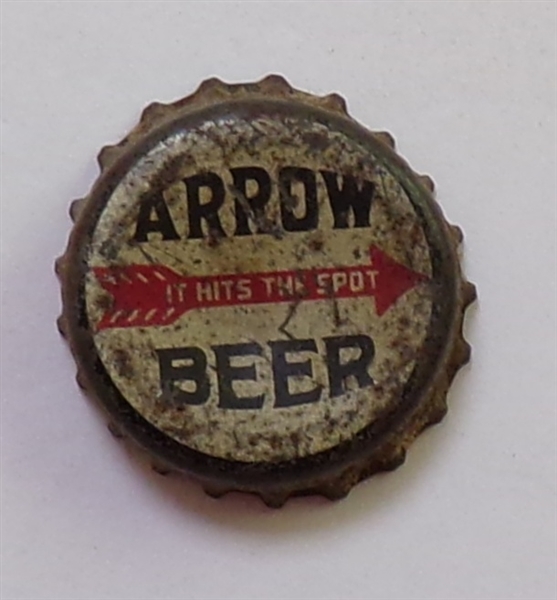 ARROW
IT HITS THE SPOT
BEER